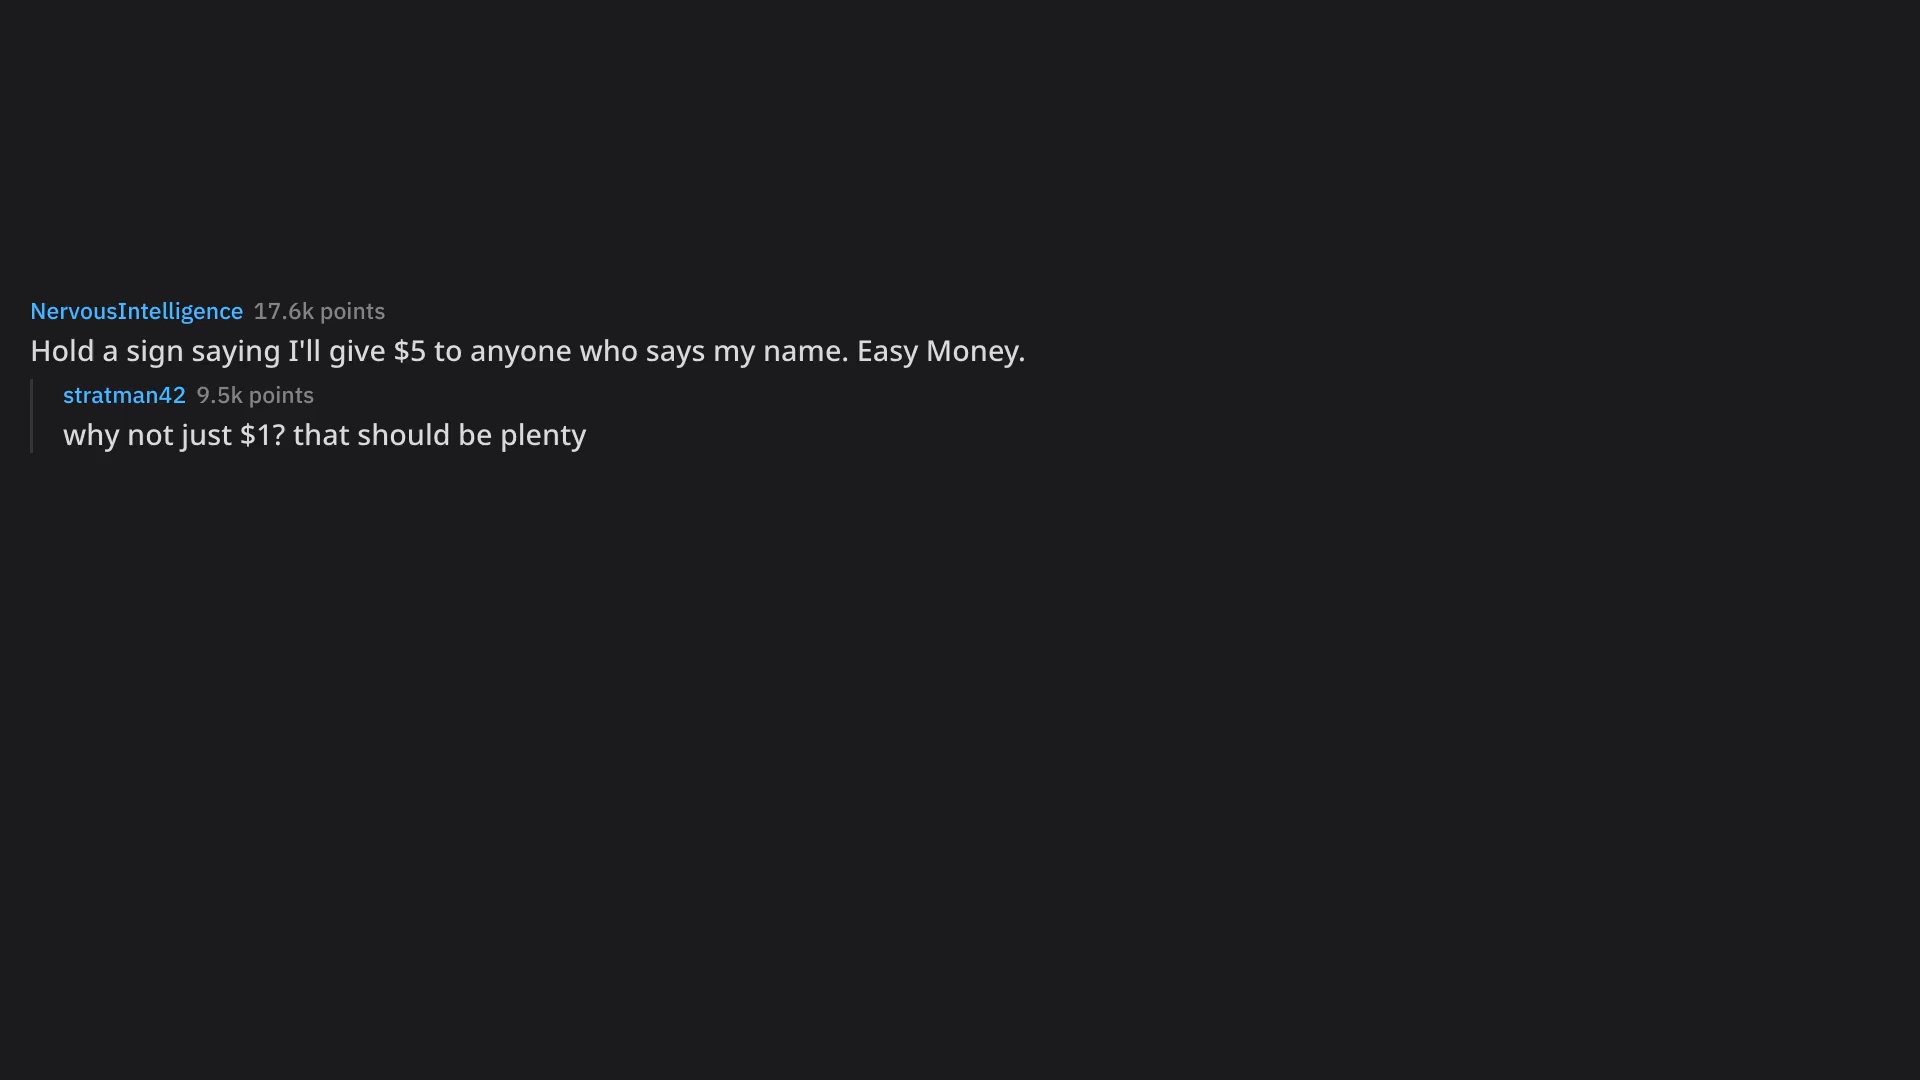 NervousIntelligence 17.6k points
Hold a sign saying I'll give $5 to anyone who says my name. Easy Money.
stratman42 9.5k points
why not just $1? that should be plenty